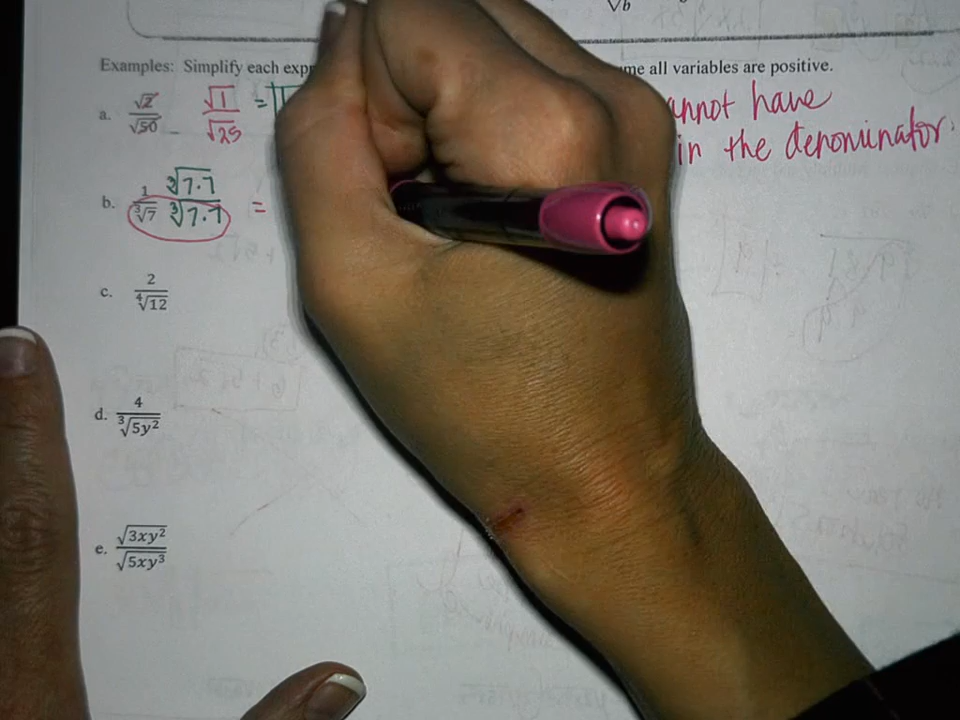 √b
Examples: Simplify each me all variables are positive.
a. √2/√50 √1/√25 = annot have
in the denominator.
b. 1/∛7 ∛7·7/∛7·7 =
c. 2/∜12
d. 4/∛5y²
e. √3xy²/√5xy³